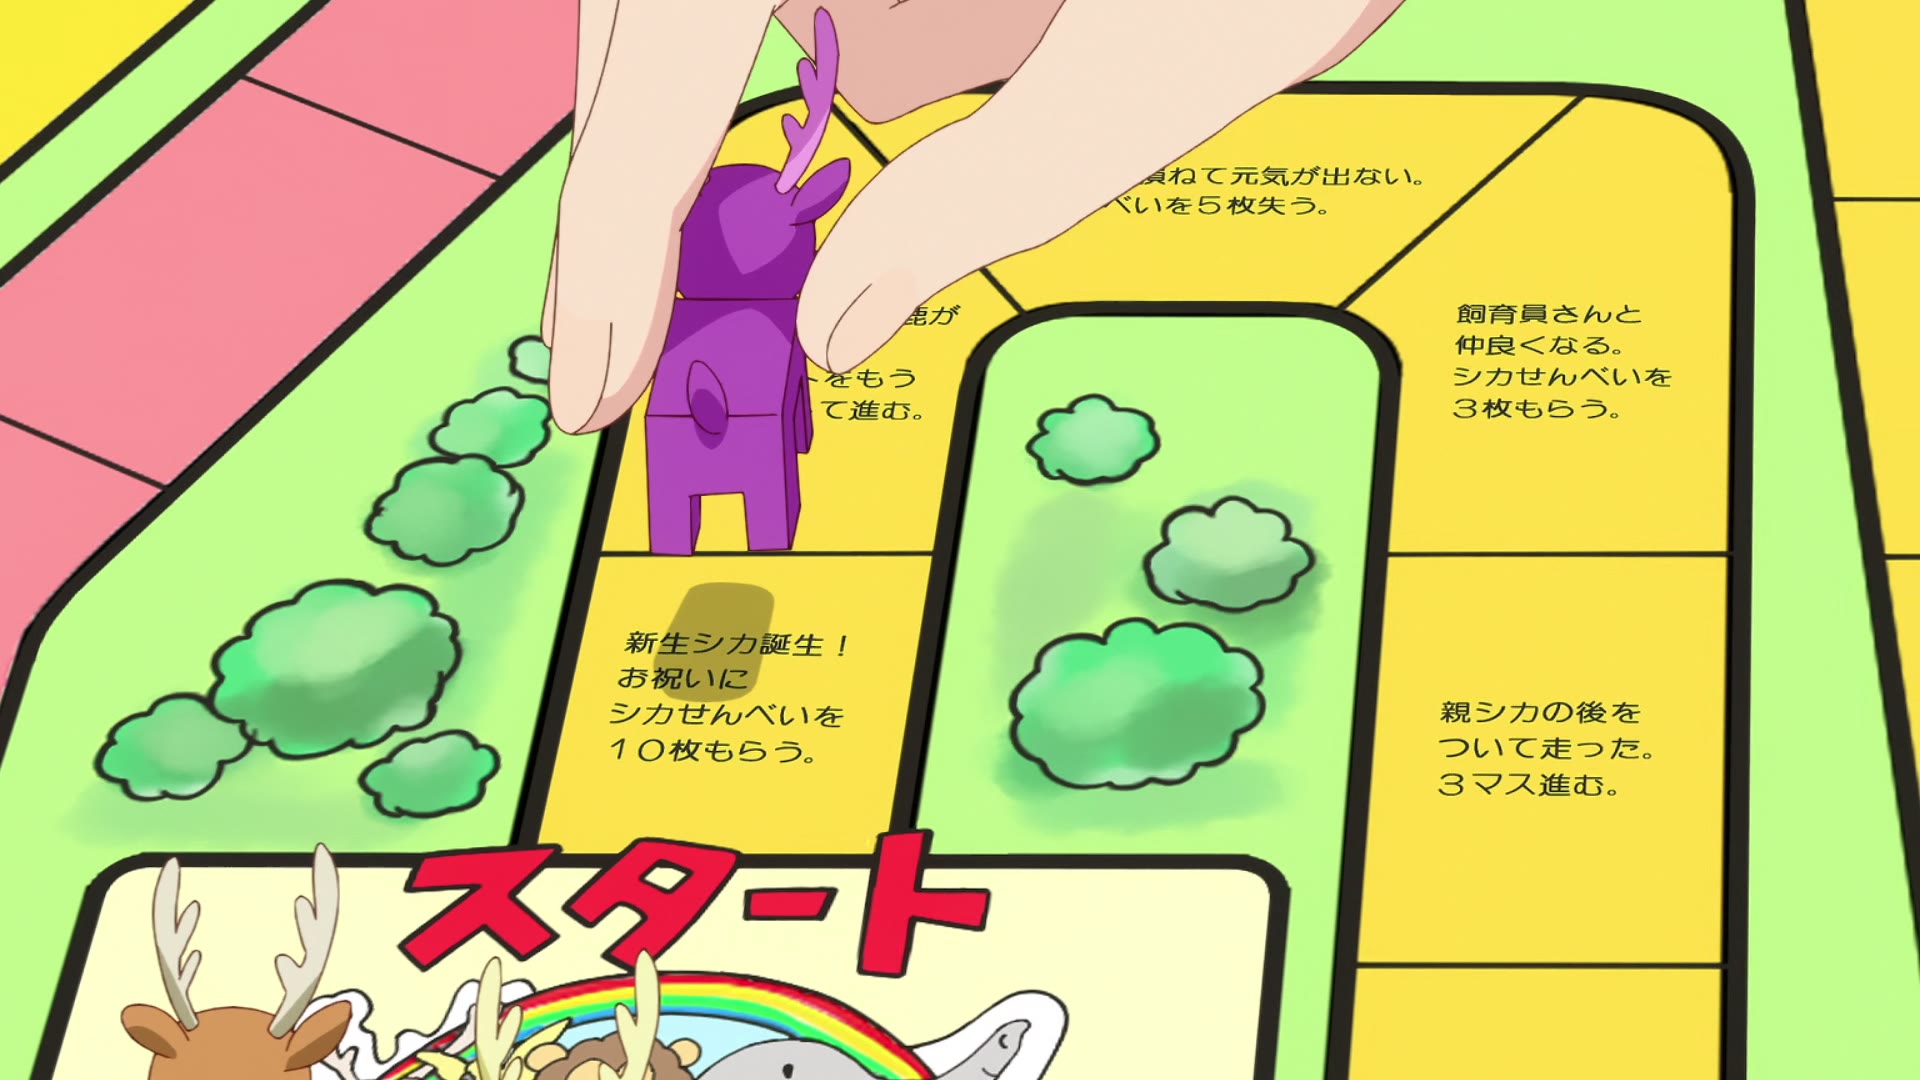 ねて元気が出ない。
べいを５枚失う。
鹿が
をもう
て進む。
飼育員さんと
仲良くなる。
シカせんべいを
３枚もらう。
新生シカ誕生！
お祝いに
シカせんべいを
１０枚もらう。
親シカの後を
ついて走った。
３マス進む。
スタート